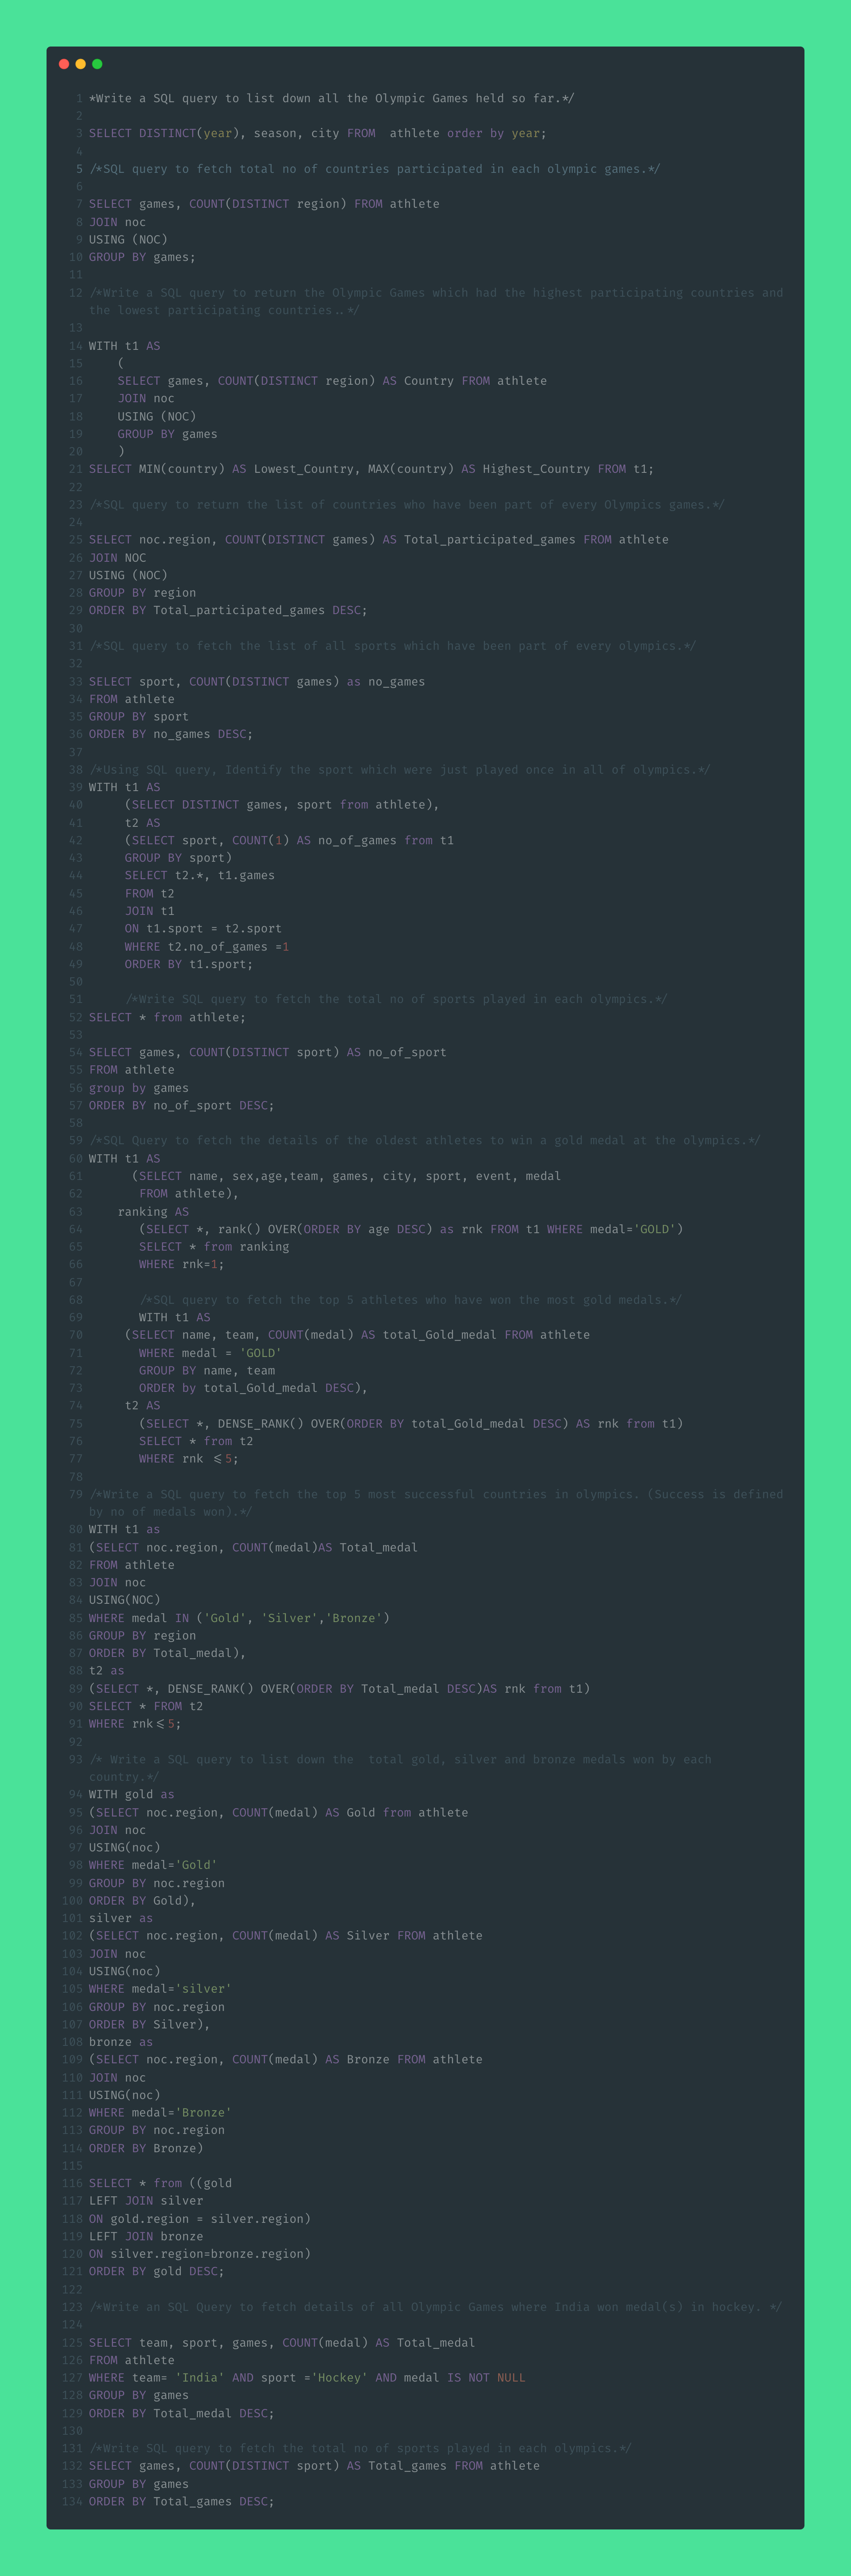 1 *Write a SQL query to list down all the Olympic Games held so far.*/
2
3 SELECT DISTINCT(year), season, city FROM  athlete order by year;
4
5 /*SQL query to fetch total no of countries participated in each olympic games.*/
6
7 SELECT games, COUNT(DISTINCT region) FROM athlete
8 JOIN noc
9 USING (NOC)
10 GROUP BY games;
11
12 /*Write a SQL query to return the Olympic Games which had the highest participating countries and
the lowest participating countries..*/
13
14 WITH t1 AS
15     (
16     SELECT games, COUNT(DISTINCT region) AS Country FROM athlete
17     JOIN noc
18     USING (NOC)
19     GROUP BY games
20     )
21 SELECT MIN(country) AS Lowest_Country, MAX(country) AS Highest_Country FROM t1;
22
23 /*SQL query to return the list of countries who have been part of every Olympics games.*/
24
25 SELECT noc.region, COUNT(DISTINCT games) AS Total_participated_games FROM athlete
26 JOIN NOC
27 USING (NOC)
28 GROUP BY region
29 ORDER BY Total_participated_games DESC;
30
31 /*SQL query to fetch the list of all sports which have been part of every olympics.*/
32
33 SELECT sport, COUNT(DISTINCT games) as no_games
34 FROM athlete
35 GROUP BY sport
36 ORDER BY no_games DESC;
37
38 /*Using SQL query, Identify the sport which were just played once in all of olympics.*/
39 WITH t1 AS
40      (SELECT DISTINCT games, sport from athlete),
41      t2 AS
42      (SELECT sport, COUNT(1) AS no_of_games from t1
43      GROUP BY sport)
44      SELECT t2.*, t1.games
45      FROM t2
46      JOIN t1
47      ON t1.sport = t2.sport
48      WHERE t2.no_of_games =1
49      ORDER BY t1.sport;
50
51      /*Write SQL query to fetch the total no of sports played in each olympics.*/
52 SELECT * from athlete;
53
54 SELECT games, COUNT(DISTINCT sport) AS no_of_sport
55 FROM athlete
56 group by games
57 ORDER BY no_of_sport DESC;
58
59 /*SQL Query to fetch the details of the oldest athletes to win a gold medal at the olympics.*/
60 WITH t1 AS
61       (SELECT name, sex,age,team, games, city, sport, event, medal
62        FROM athlete),
63     ranking AS
64        (SELECT *, rank() OVER(ORDER BY age DESC) as rnk FROM t1 WHERE medal='GOLD')
65        SELECT * from ranking
66        WHERE rnk=1;
67
68        /*SQL query to fetch the top 5 athletes who have won the most gold medals.*/
69        WITH t1 AS
70      (SELECT name, team, COUNT(medal) AS total_Gold_medal FROM athlete
71        WHERE medal = 'GOLD'
72        GROUP BY name, team
73        ORDER by total_Gold_medal DESC),
74      t2 AS
75        (SELECT *, DENSE_RANK() OVER(ORDER BY total_Gold_medal DESC) AS rnk from t1)
76        SELECT * from t2
77        WHERE rnk <=5;
78
79 /*Write a SQL query to fetch the top 5 most successful countries in olympics. (Success is defined
by no of medals won).*/
80 WITH t1 as
81 (SELECT noc.region, COUNT(medal)AS Total_medal
82 FROM athlete
83 JOIN noc
84 USING(NOC)
85 WHERE medal IN ('Gold', 'Silver','Bronze')
86 GROUP BY region
87 ORDER BY Total_medal),
88 t2 as
89 (SELECT *, DENSE_RANK() OVER(ORDER BY Total_medal DESC)AS rnk from t1)
90 SELECT * FROM t2
91 WHERE rnk<=5;
92
93 /* Write a SQL query to list down the  total gold, silver and bronze medals won by each
country.*/
94 WITH gold as
95 (SELECT noc.region, COUNT(medal) AS Gold from athlete
96 JOIN noc
97 USING(noc)
98 WHERE medal='Gold'
99 GROUP BY noc.region
100 ORDER BY Gold),
101 silver as
102 (SELECT noc.region, COUNT(medal) AS Silver FROM athlete
103 JOIN noc
104 USING(noc)
105 WHERE medal='silver'
106 GROUP BY noc.region
107 ORDER BY Silver),
108 bronze as
109 (SELECT noc.region, COUNT(medal) AS Bronze FROM athlete
110 JOIN noc
111 USING(noc)
112 WHERE medal='Bronze'
113 GROUP BY noc.region
114 ORDER BY Bronze)
115
116 SELECT * from ((gold
117 LEFT JOIN silver
118 ON gold.region = silver.region)
119 LEFT JOIN bronze
120 ON silver.region=bronze.region)
121 ORDER BY gold DESC;
122
123 /*Write an SQL Query to fetch details of all Olympic Games where India won medal(s) in hockey. */
124
125 SELECT team, sport, games, COUNT(medal) AS Total_medal
126 FROM athlete
127 WHERE team= 'India' AND sport ='Hockey' AND medal IS NOT NULL
128 GROUP BY games
129 ORDER BY Total_medal DESC;
130
131 /*Write SQL query to fetch the total no of sports played in each olympics.*/
132 SELECT games, COUNT(DISTINCT sport) AS Total_games FROM athlete
133 GROUP BY games
134 ORDER BY Total_games DESC;